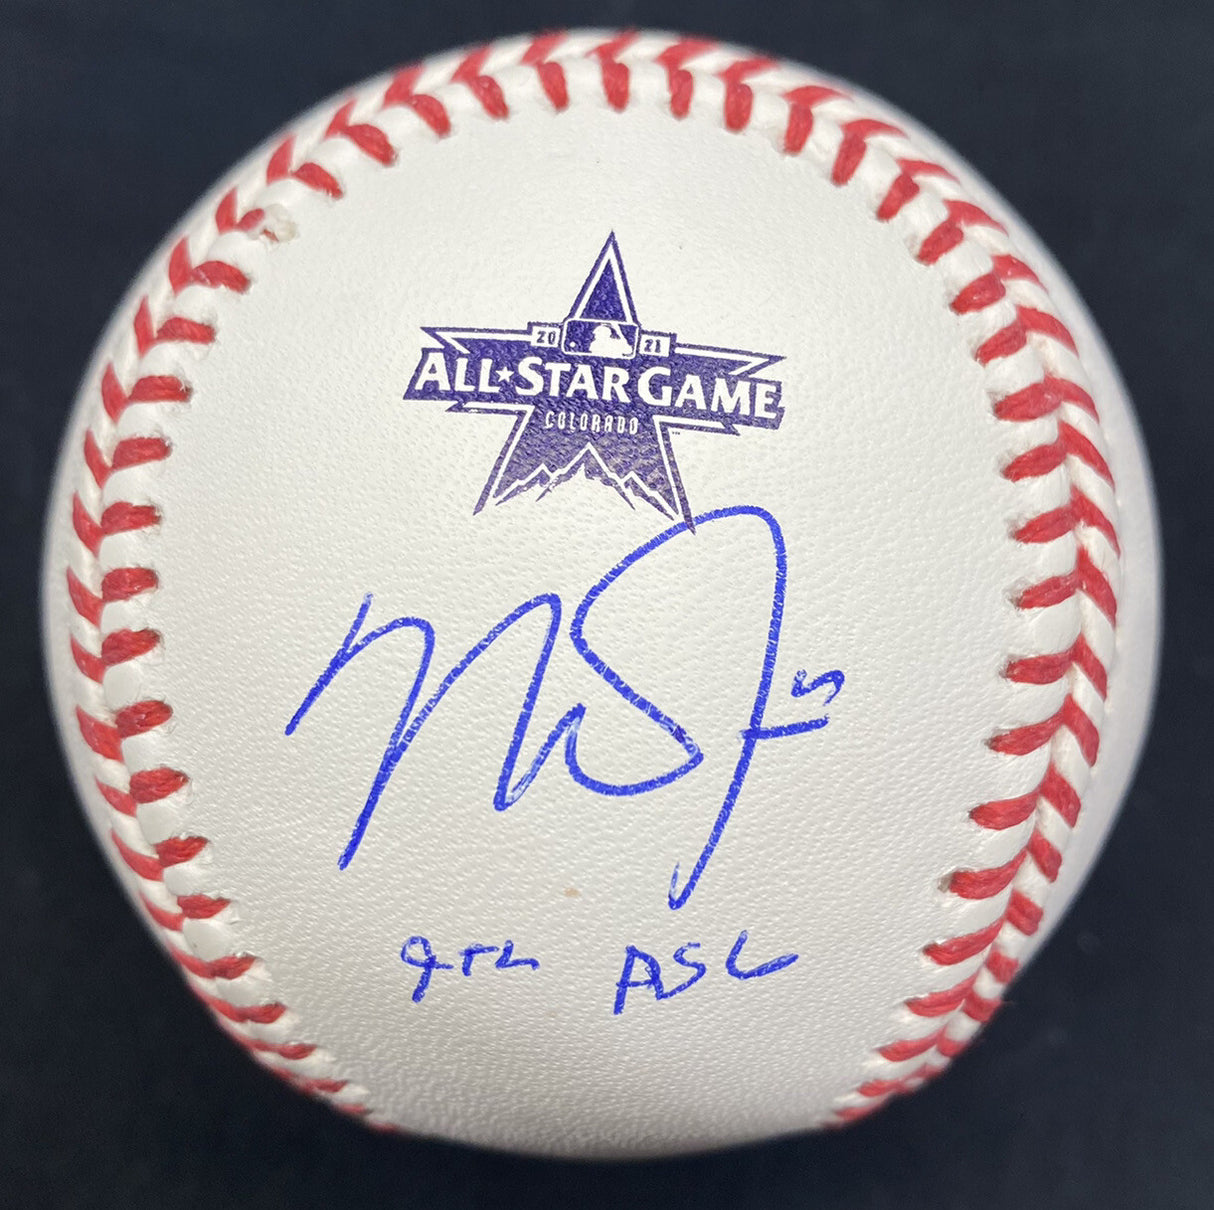 20 21
ALL★STAR GAME
COLORADO
9th ASG